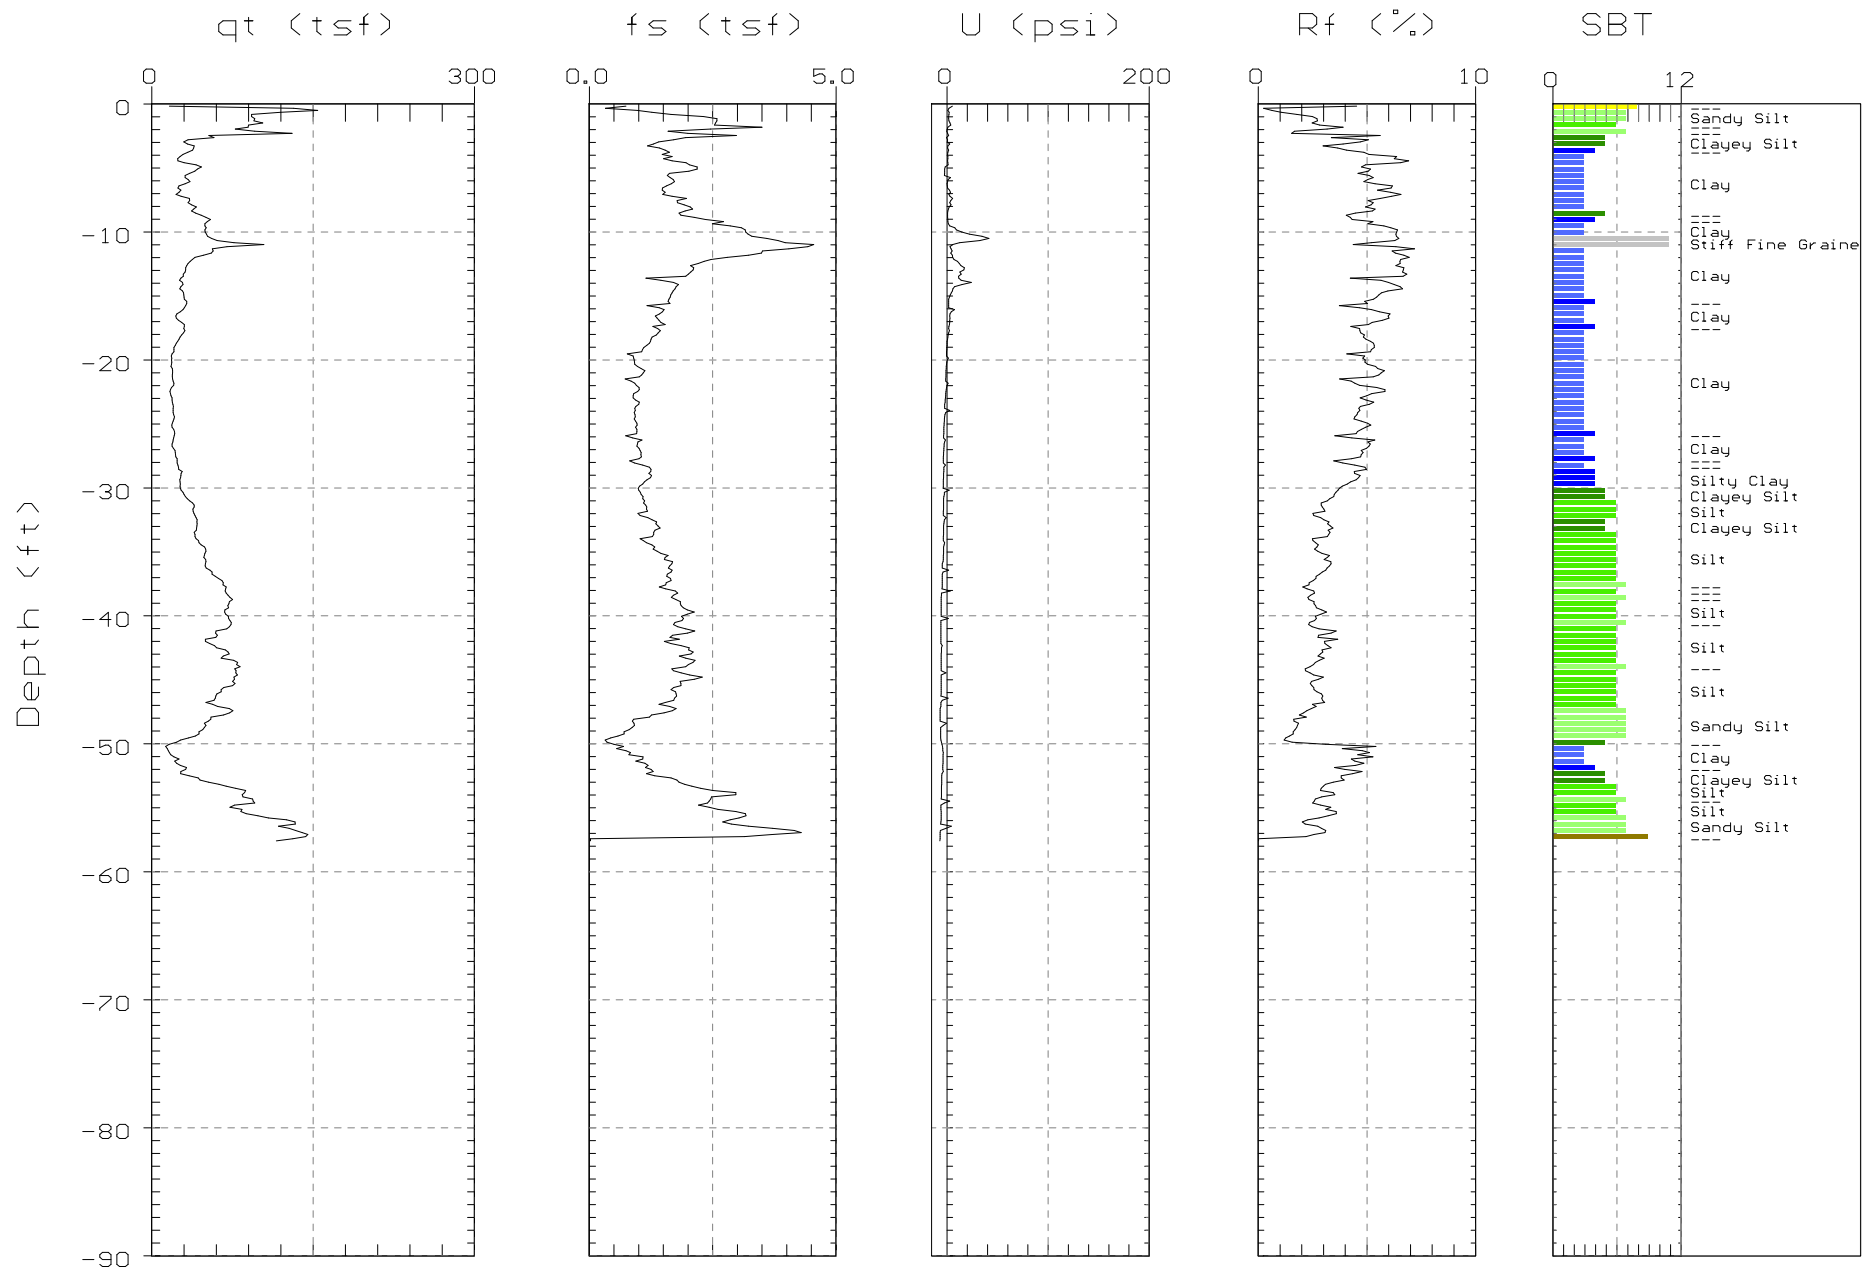 qt (tsf) fs (tsf) U (psi) Rf (%) SBT
0 300 0.0 5.0 0 200 0 10 0 12
0
-10
-20
-30
-40
-50
-60
-70
-80
-90
Depth (ft)
---
Sandy Silt
---
---
Clayey Silt
---
Clay
---
---
Clay
Stiff Fine Graine
Clay
---
Clay
---
Clay
---
Clay
---
---
Silty Clay
Clayey Silt
Silt
Clayey Silt
Silt
---
---
---
Silt
---
Silt
---
Silt
Sandy Silt
---
Clay
---
Clayey Silt
Silt
---
Silt
Sandy Silt
---